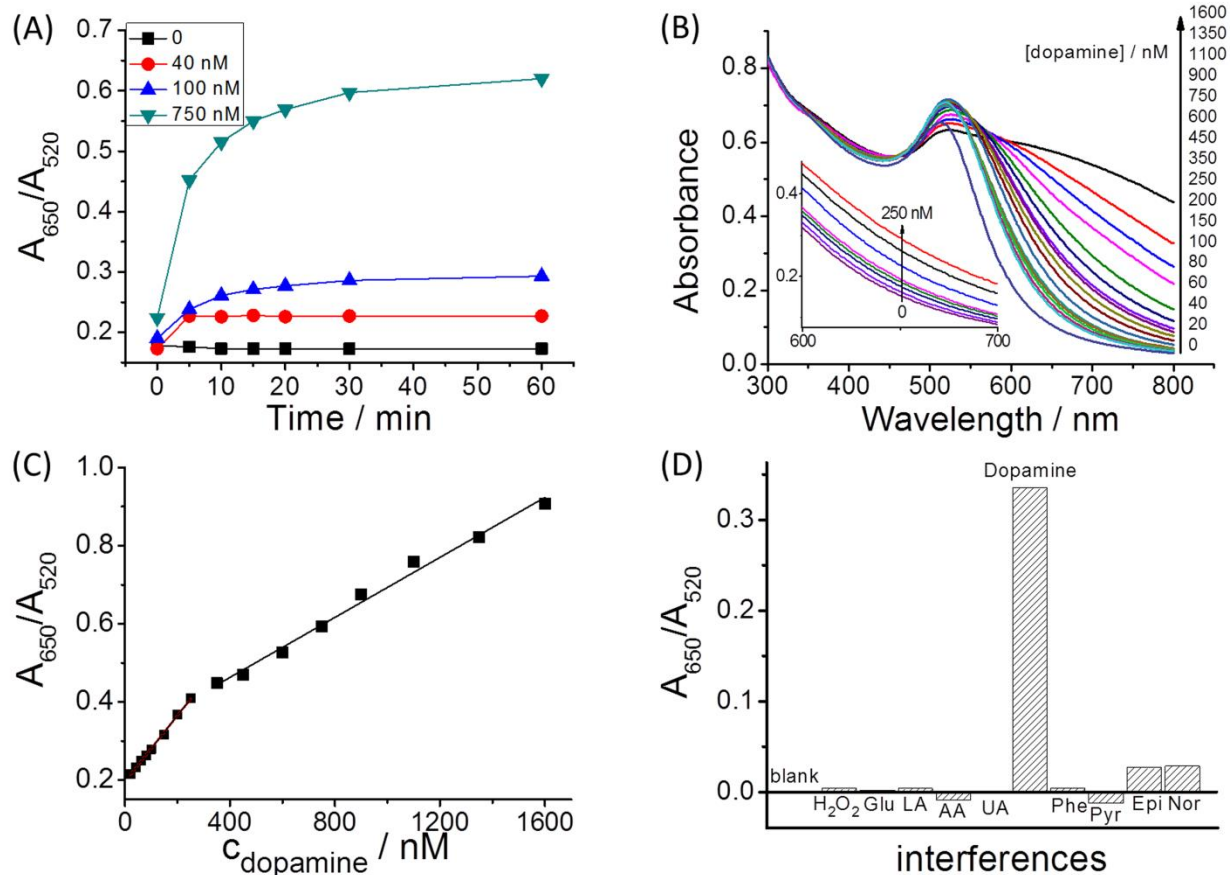 (A)
0.7
0.6
0.5
0.4
0.3
0.2
A650/A520
0
40 nM
100 nM
750 nM
0 10 20 30 40 50 60
Time / min
(B)
0.8
0.6
0.4
0.2
0.0
Absorbance
[dopamine] / nM
1600
1350
1100
900
750
600
450
350
250
200
150
100
80
60
40
20
0
0.4
0.2
250 nM
0
600 700
300 400 500 600 700 800
Wavelength / nm
(C)
1.0
0.8
0.6
0.4
0.2
A650/A520
0 400 800 1200 1600
cdopamine / nM
(D)
0.3
0.2
0.1
0.0
A650/A520
Dopamine
blank
H2O2 Glu LA AA UA Phe Pyr Epi Nor
interferences